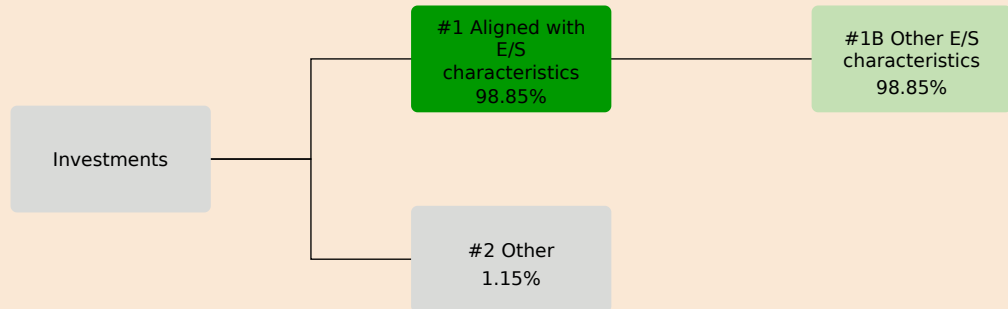 #1 Aligned with
E/S
characteristics
98.85%
#1B Other E/S
characteristics
98.85%
Investments
#2 Other
1.15%